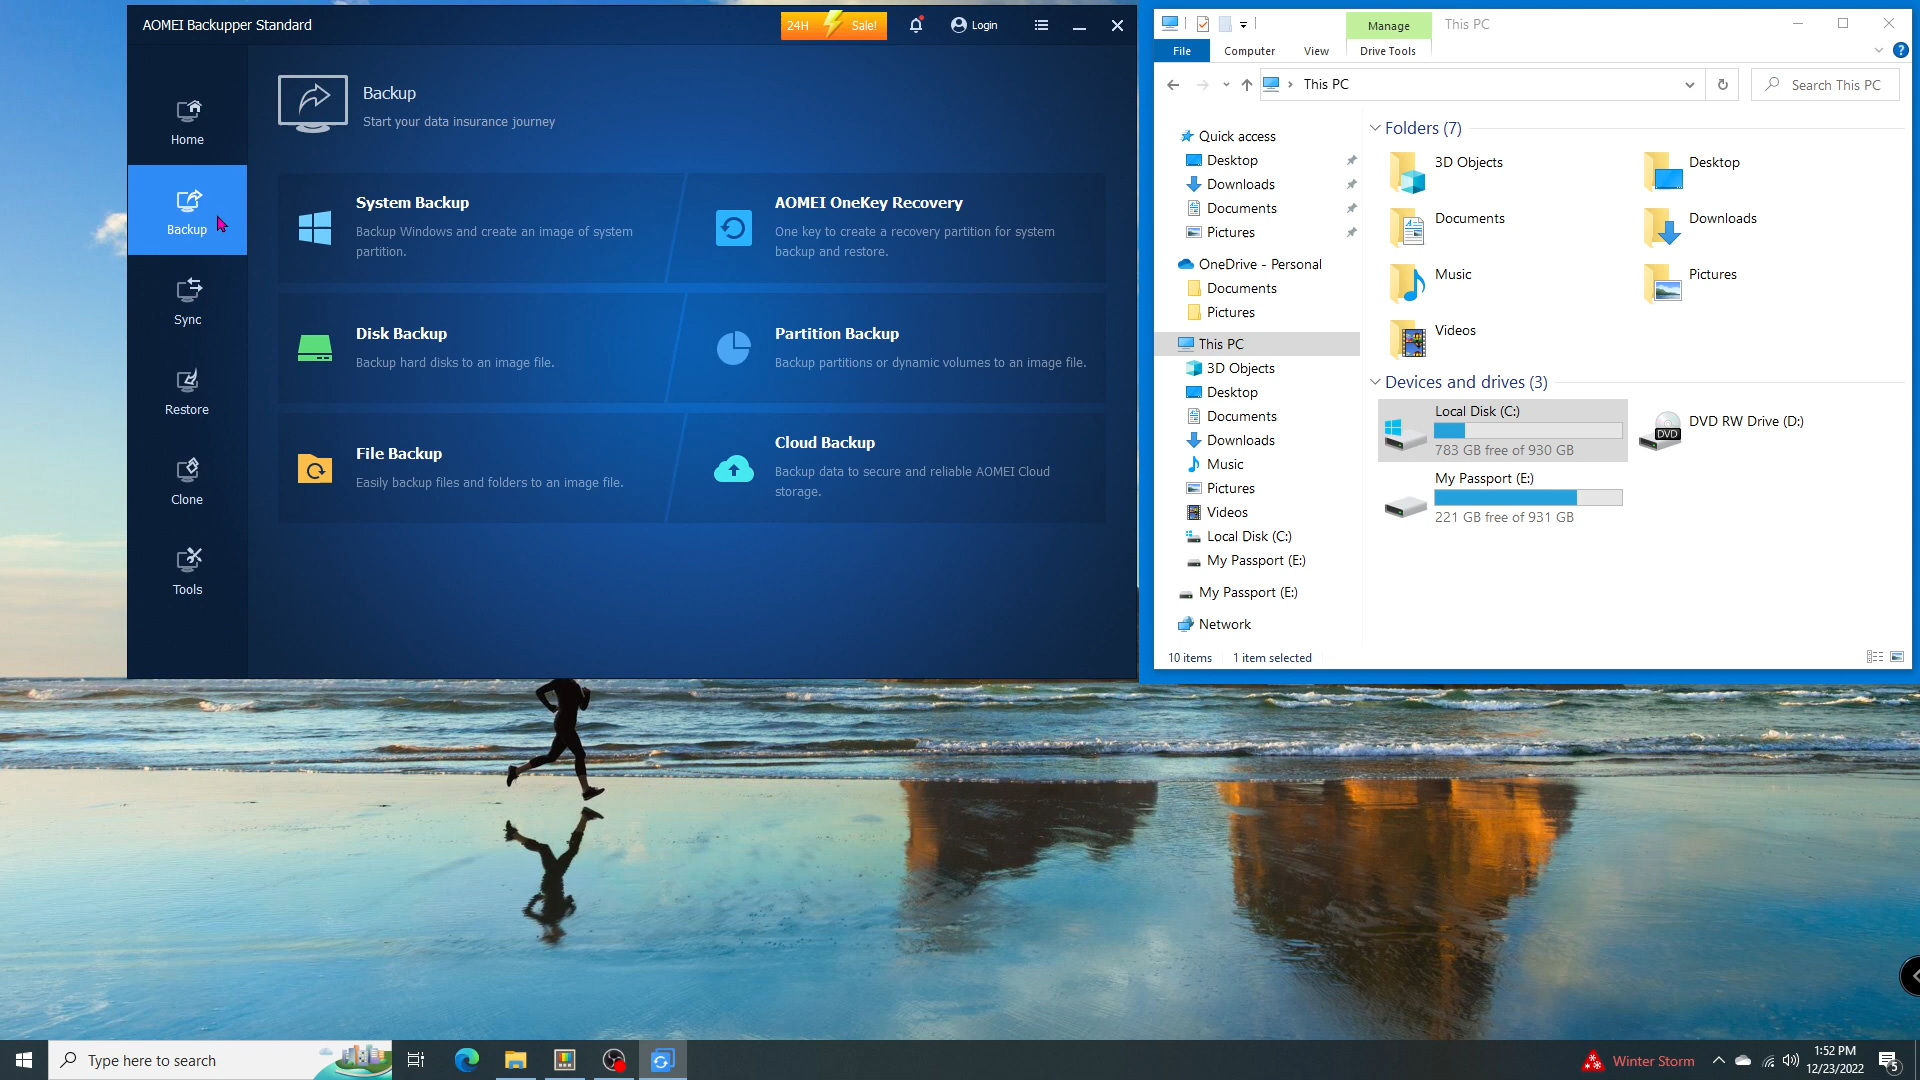 AOMEI Backupper Standard
24H Sale!
Login
Home
Backup
Sync
Restore
Clone
Tools
Backup
Start your data insurance journey
System Backup
Backup Windows and create an image of system
partition.
AOMEI OneKey Recovery
One key to create a recovery partition for system
backup and restore.
Disk Backup
Backup hard disks to an image file.
Partition Backup
Backup partitions or dynamic volumes to an image file.
File Backup
Easily backup files and folders to an image file.
Cloud Backup
Backup data to secure and reliable AOMEI Cloud
storage.
Manage
This PC
File
Computer
View
Drive Tools
?
This PC
Search This PC
Quick access
Desktop
Downloads
Documents
Pictures
OneDrive - Personal
Documents
Pictures
This PC
3D Objects
Desktop
Documents
Downloads
Music
Pictures
Videos
Local Disk (C:)
My Passport (E:)
My Passport (E:)
Network
Folders (7)
3D Objects
Desktop
Documents
Downloads
Music
Pictures
Videos
Devices and drives (3)
Local Disk (C:)
783 GB free of 930 GB
DVD
DVD RW Drive (D:)
My Passport (E:)
221 GB free of 931 GB
10 items
1 item selected
Type here to search
Winter Storm
1:52 PM
12/23/2022
5